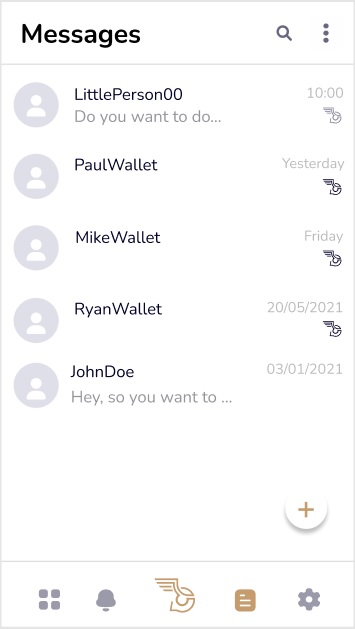 Messages
LittlePerson00 10:00
Do you want to do...
PaulWallet Yesterday
MikeWallet Friday
RyanWallet 20/05/2021
JohnDoe 03/01/2021
Hey, so you want to ...